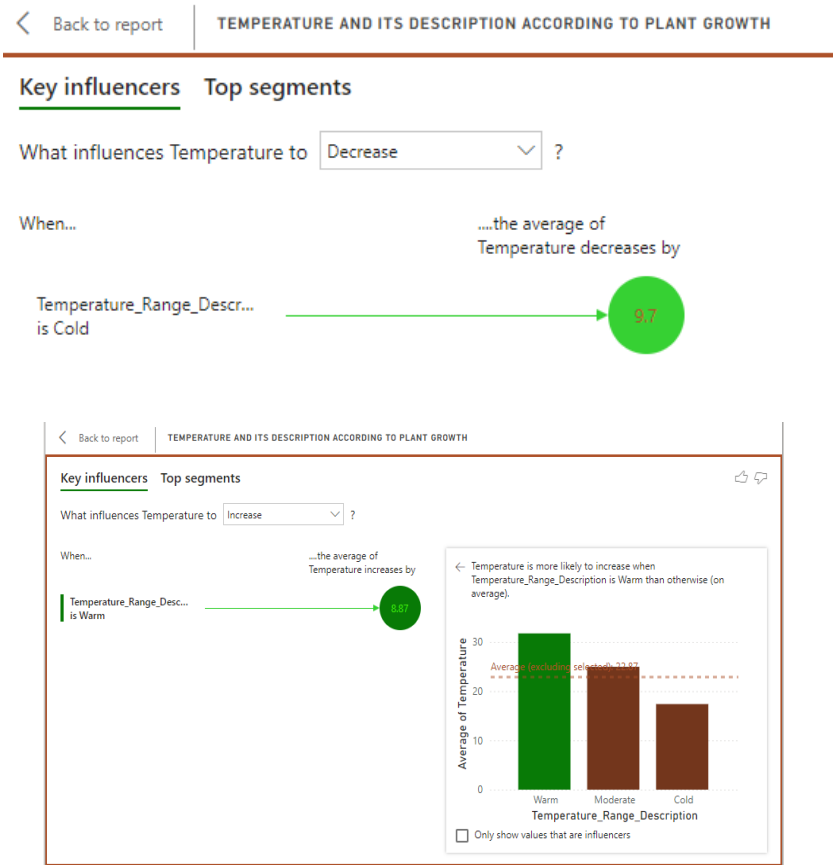 Back to report
TEMPERATURE AND ITS DESCRIPTION ACCORDING TO PLANT GROWTH
Key influencers Top segments
What influences Temperature to Decrease ?
When...
....the average of
Temperature decreases by
Temperature_Range_Descr...
is Cold
9.7
Back to report
TEMPERATURE AND ITS DESCRIPTION ACCORDING TO PLANT GROWTH
Key influencers Top segments
What influences Temperature to Increase ?
When...
....the average of
Temperature increases by
Temperature_Range_Desc...
is Warm
8.87
Temperature is more likely to increase when
Temperature_Range_Description is Warm than otherwise (on
average).
Average of Temperature
30
20
10
0
Average (excluding selected): 22.87
Warm Moderate Cold
Temperature_Range_Description
Only show values that are influencers